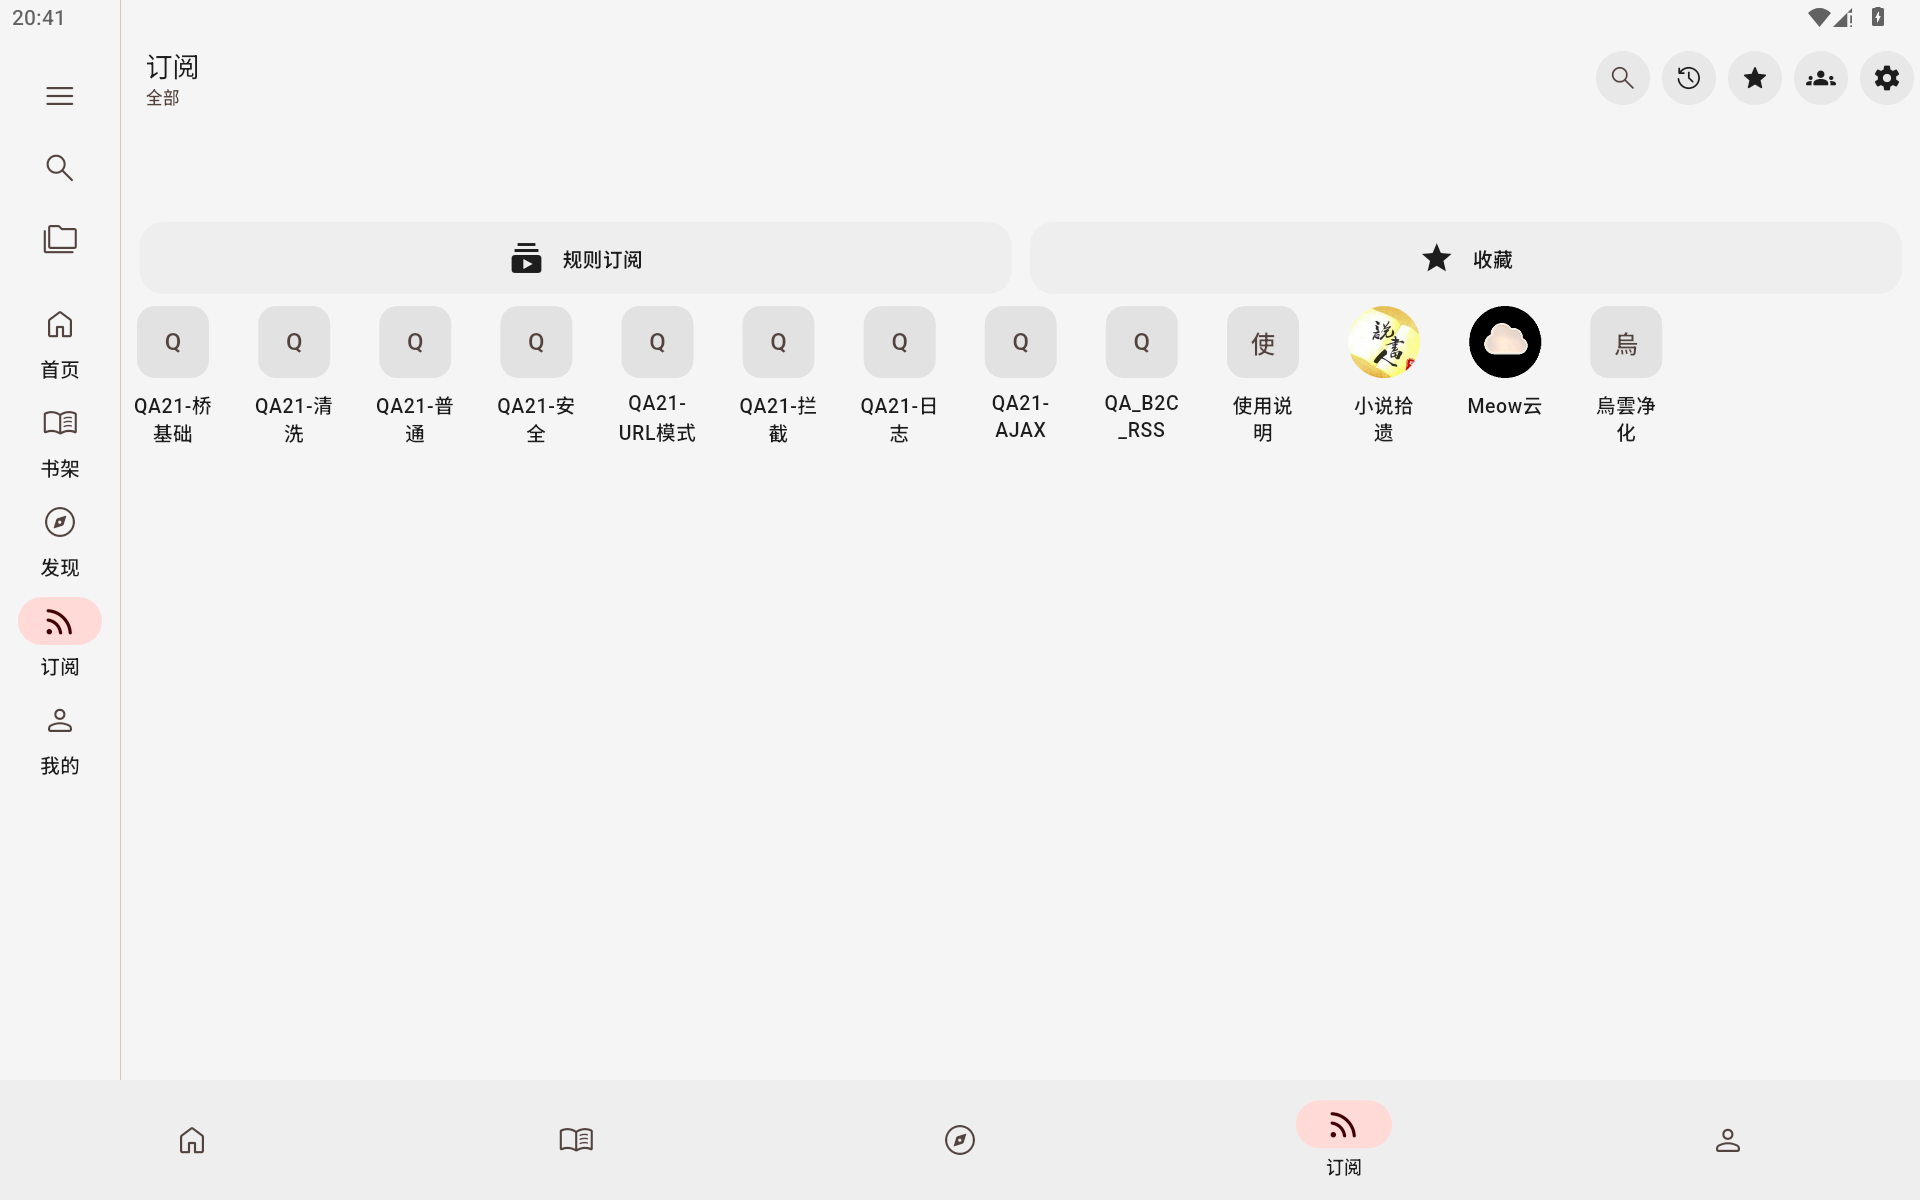 20:41
订阅
全部
规则订阅
收藏
首页
书架
发现
订阅
我的
Q
Q
Q
Q
Q
Q
Q
Q
Q
使
説書人
烏
QA21-桥
基础
QA21-清
洗
QA21-普
通
QA21-安
全
QA21-
URL模式
QA21-拦
截
QA21-日
志
QA21-
AJAX
QA_B2C
_RSS
使用说
明
小说拾
遗
Meow云
烏雲净
化
订阅